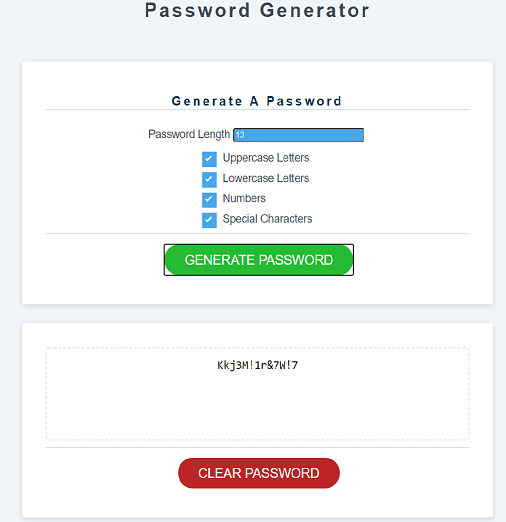 Password Generator
Generate A Password
Password Length 13
Uppercase Letters
Lowercase Letters
Numbers
Special Characters
GENERATE PASSWORD
Kkj3M!1r&7W!7
CLEAR PASSWORD